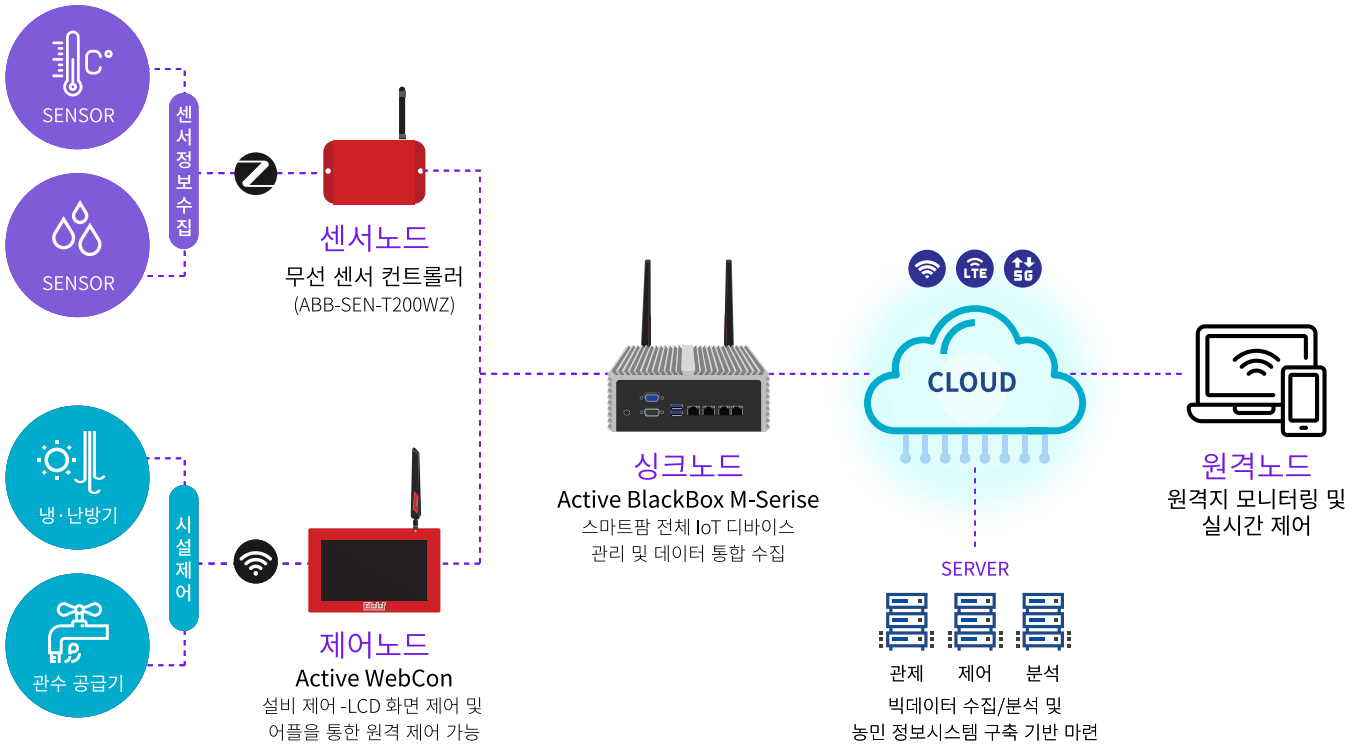 C°
SENSOR
SENSOR
센서정보수집
센서노드
무선 센서 컨트롤러
(ABB-SEN-T200WZ)
냉·난방기
관수 공급기
시설제어
제어노드
Active WebCon
설비 제어 -LCD 화면 제어 및
어플을 통한 원격 제어 가능
싱크노드
Active BlackBox M-Serise
스마트팜 전체 IoT 디바이스
관리 및 데이터 통합 수집
LTE
5G
CLOUD
SERVER
관제
제어
분석
빅데이터 수집/분석 및
농민 정보시스템 구축 기반 마련
원격노드
원격지 모니터링 및
실시간 제어